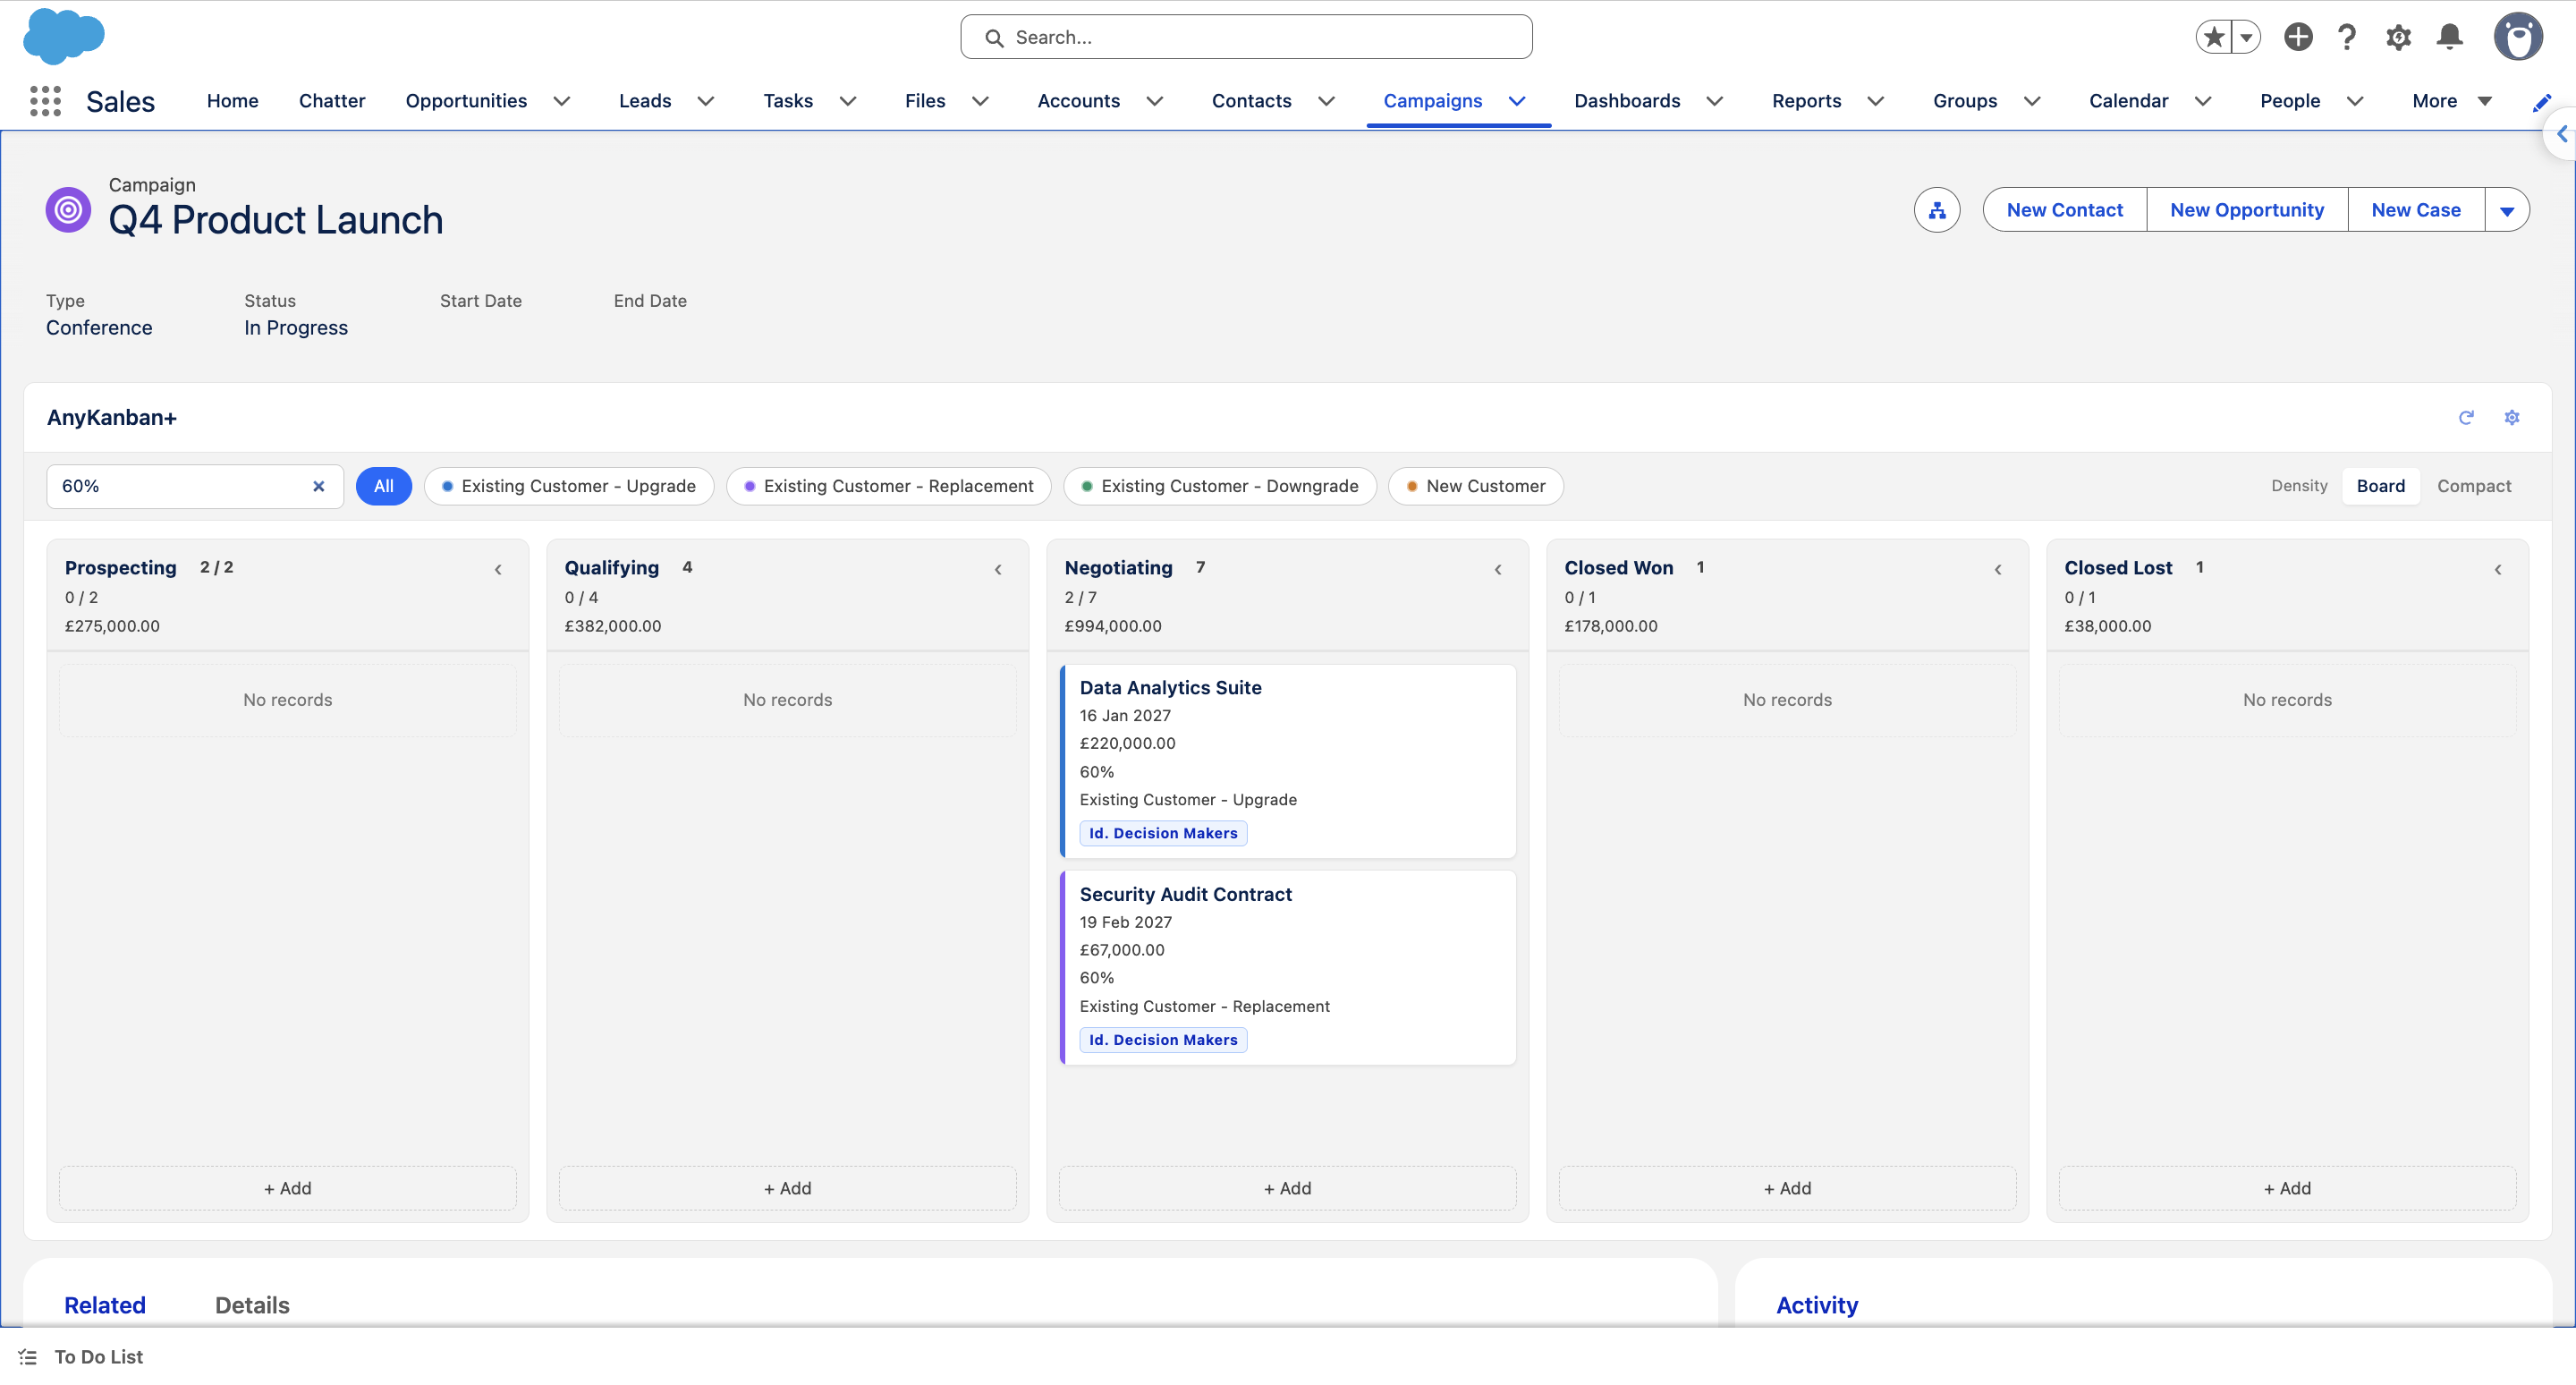 Search...
Sales
Home
Chatter
Opportunities
Leads
Tasks
Files
Accounts
Contacts
Campaigns
Dashboards
Reports
Groups
Calendar
People
More
Campaign
Q4 Product Launch
New Contact
New Opportunity
New Case
Type
Status
Start Date
End Date
Conference
In Progress
AnyKanban+
60%
All
Existing Customer - Upgrade
Existing Customer - Replacement
Existing Customer - Downgrade
New Customer
Density
Board
Compact
Prospecting 2 / 2
0 / 2
£275,000.00
No records
+ Add
Qualifying 4
0 / 4
£382,000.00
No records
+ Add
Negotiating 7
2 / 7
£994,000.00
Data Analytics Suite
16 Jan 2027
£220,000.00
60%
Existing Customer - Upgrade
Id. Decision Makers
Security Audit Contract
19 Feb 2027
£67,000.00
60%
Existing Customer - Replacement
Id. Decision Makers
+ Add
Closed Won 1
0 / 1
£178,000.00
No records
+ Add
Closed Lost 1
0 / 1
£38,000.00
No records
+ Add
Related
Details
Activity
To Do List